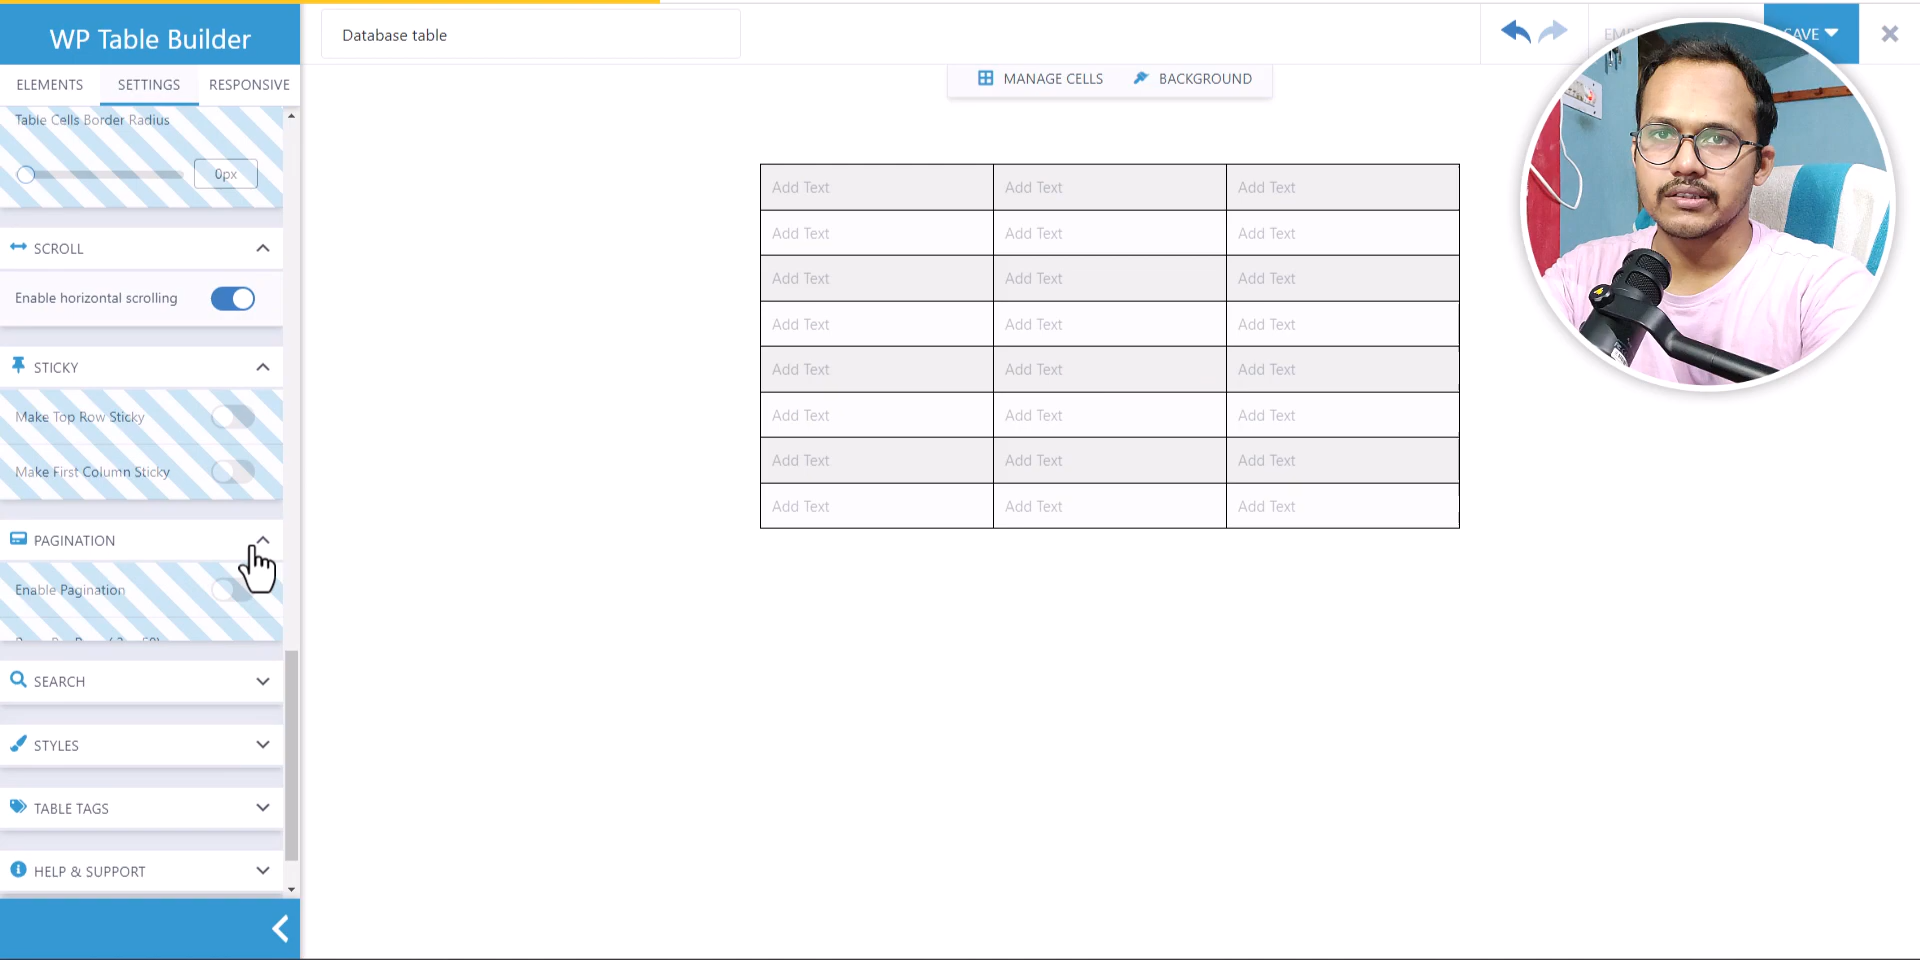 WP Table Builder
Database table
SAVE
ELEMENTS SETTINGS RESPONSIVE
MANAGE CELLS BACKGROUND
Table Cells Border Radius
0px
SCROLL
Enable horizontal scrolling
STICKY
Make Top Row Sticky
Make First Column Sticky
PAGINATION
Enable Pagination
SEARCH
STYLES
TABLE TAGS
HELP & SUPPORT
Add Text Add Text Add Text
Add Text Add Text Add Text
Add Text Add Text Add Text
Add Text Add Text Add Text
Add Text Add Text Add Text
Add Text Add Text Add Text
Add Text Add Text Add Text
Add Text Add Text Add Text